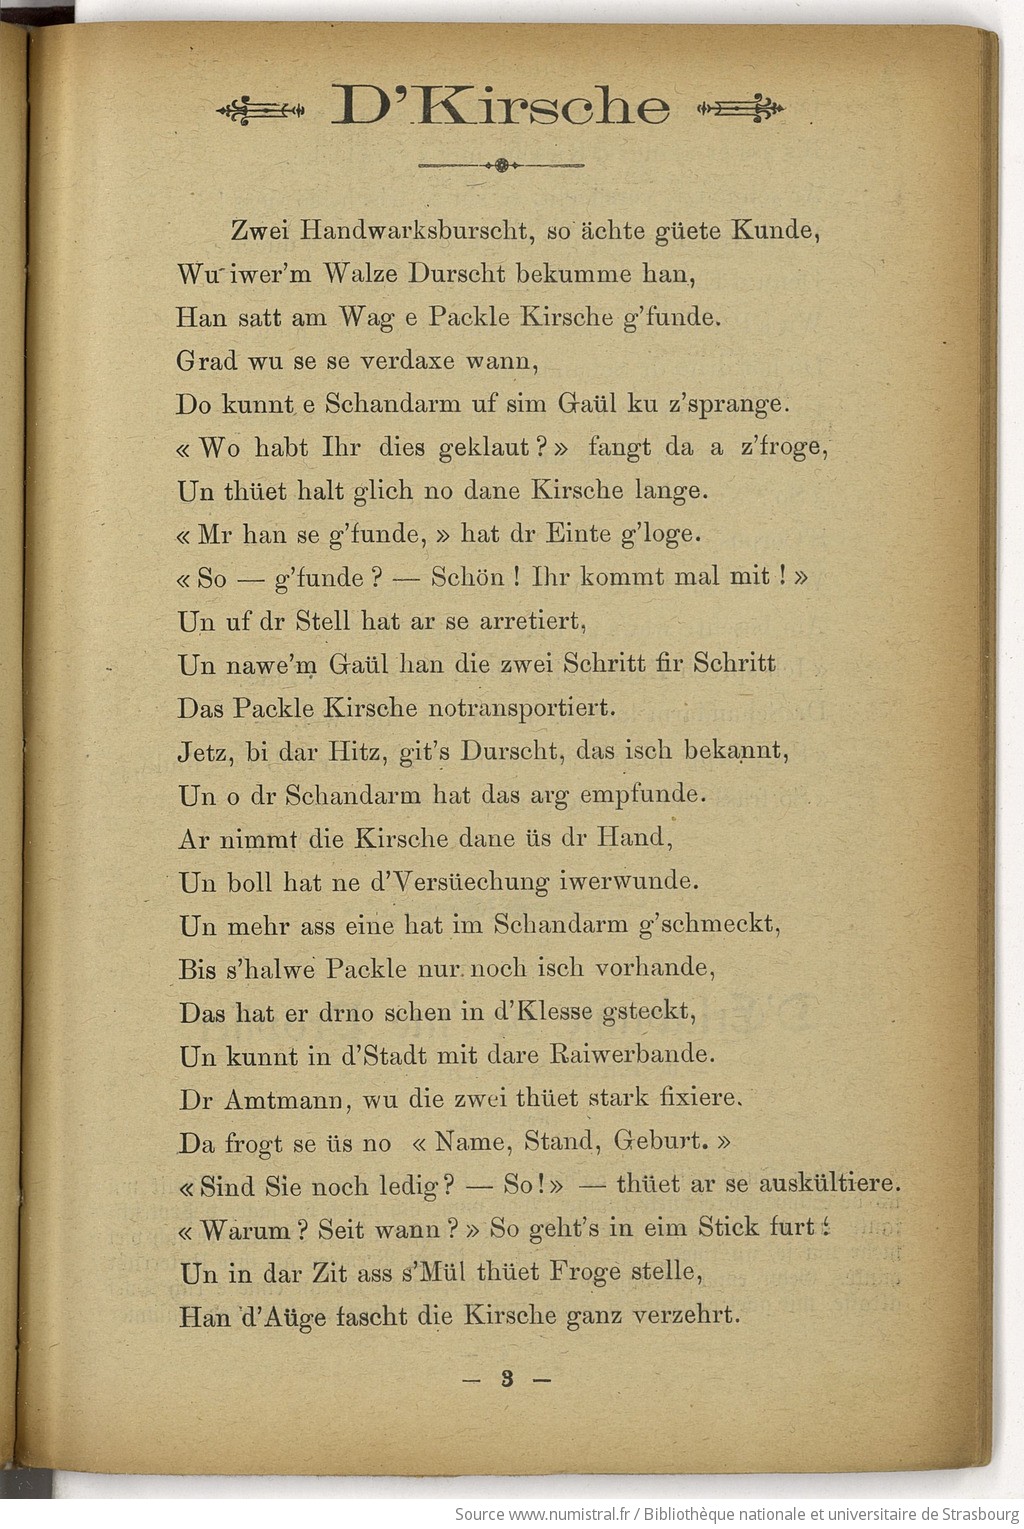 D'Kirsche
Zwei Handwarksburscht, so ächte güete Kunde,
Wu iwer'm Walze Durscht bekumme han,
Han satt am Wag e Packle Kirsche g'funde.
Grad wu se se verdaxe wann,
Do kunnt e Schandarm uf sim Gaül ku z'sprange.
« Wo habt Ihr dies geklaut ? » fangt da a z'froge,
Un thüet halt glich no dane Kirsche lange.
« Mr han se g'funde, » hat dr Einte g'loge.
« So — g'funde ? — Schön ! Ihr kommt mal mit ! »
Un uf dr Stell hat ar se arretiert,
Un nawe'm Gaül han die zwei Schritt fir Schritt
Das Packle Kirsche notransportiert.
Jetz, bi dar Hitz, git's Durscht, das isch bekannt,
Un o dr Schandarm hat das arg empfunde.
Ar nimmt die Kirsche dane üs dr Hand,
Un boll hat ne d'Versüechung iwerwunde.
Un mehr ass eine hat im Schandarm g'schmeckt,
Bis s'halwe Packle nur noch isch vorhande,
Das hat er drno schen in d'Klesse gsteckt,
Un kunnt in d'Stadt mit dare Raiwerbande.
Dr Amtmann, wu die zwei thüet stark fixiere.
Da frogt se üs no « Name, Stand, Geburt. »
« Sind Sie noch ledig ? — So ! » — thüet ar se auskültiere.
« Warum ? Seit wann ? » So geht's in eim Stick furt !
Un in dar Zit ass s'Mül thüet Froge stelle,
Han d'Aüge fascht die Kirsche ganz verzehrt.
— 3 —
Source www.numistral.fr / Bibliothèque nationale et universitaire de Strasbourg